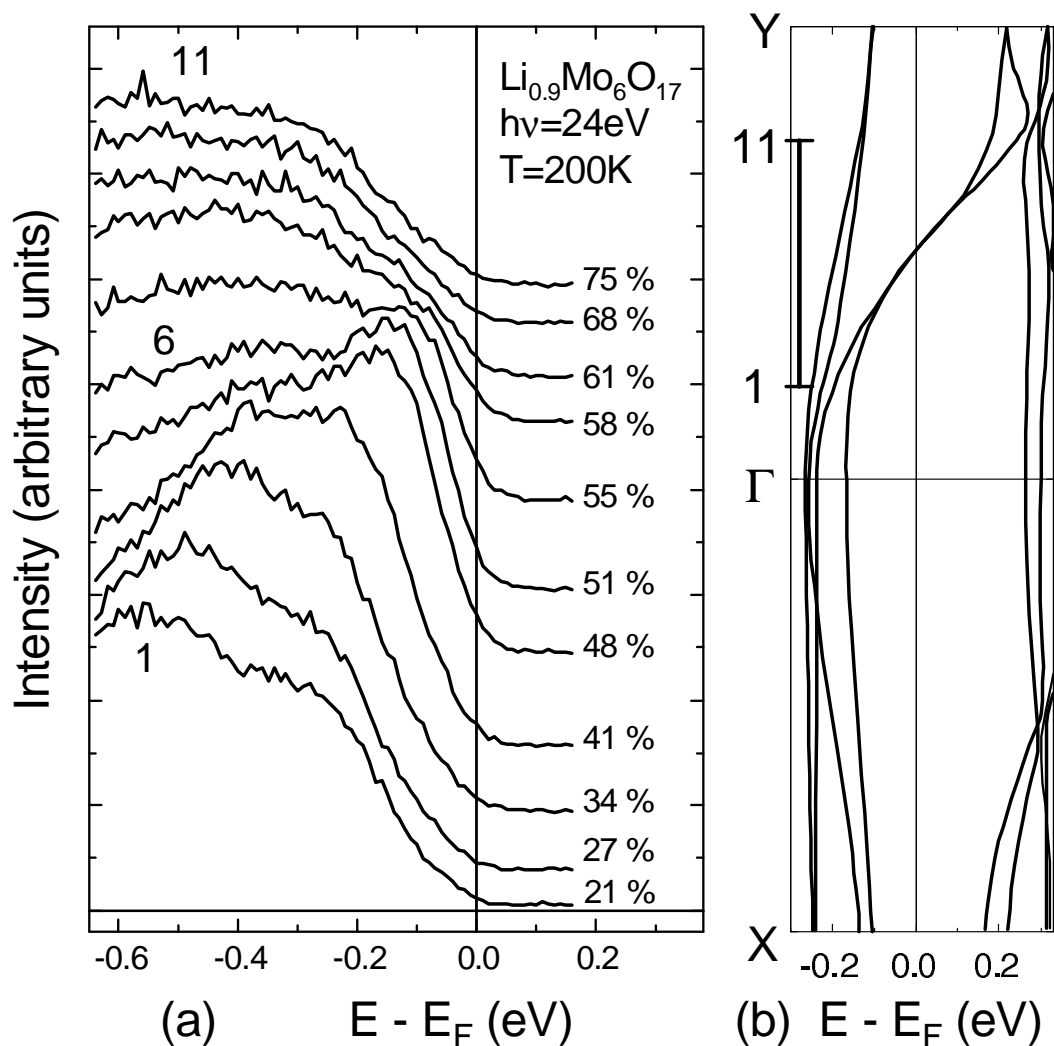 11
Li0.9Mo6O17
hν=24eV
T=200K
Intensity (arbitrary units)
6
1
75 %
68 %
61 %
58 %
55 %
51 %
48 %
41 %
34 %
27 %
21 %
-0.6 -0.4 -0.2 0.0 0.2
(a) E - EF (eV)
Y
11
1
Γ
X
-0.2 0.0 0.2
(b) E - EF (eV)